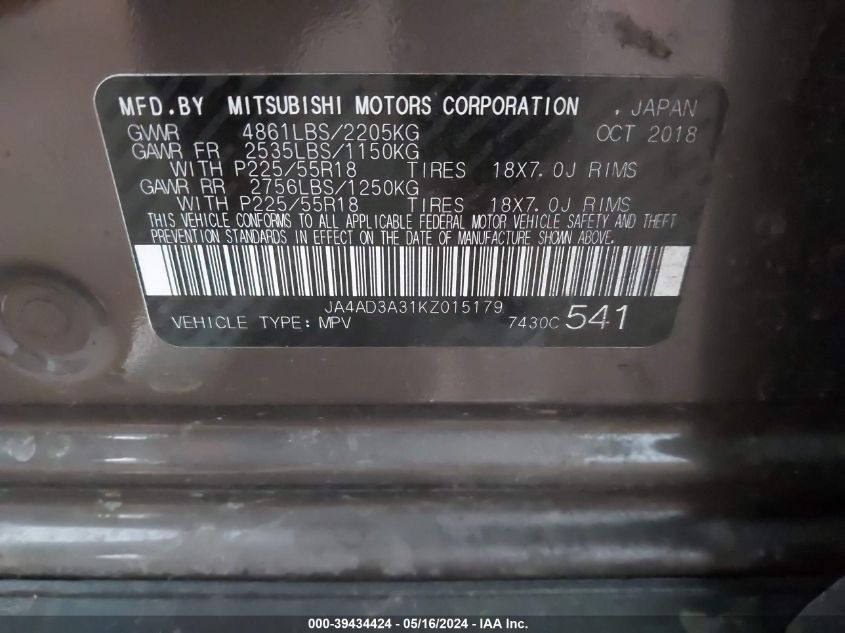 MFD.BY MITSUBISHI MOTORS CORPORATION , JAPAN
GVWR 4861LBS/2205KG OCT 2018
GAWR FR 2535LBS/1150KG
WITH P225/55R18 TIRES 18X7.0J RIMS
GAWR RR 2756LBS/1250KG
WITH P225/55R18 TIRES 18X7.0J RIMS
THIS VEHICLE CONFORMS TO ALL APPLICABLE FEDERAL MOTOR VEHICLE SAFETY AND THEFT
PREVENTION STANDARDS IN EFFECT ON THE DATE OF MANUFACTURE SHOWN ABOVE.
JA4AD3A31KZ015179
VEHICLE TYPE: MPV 7430C 541
000-39434424 - 05/16/2024 - IAA Inc.